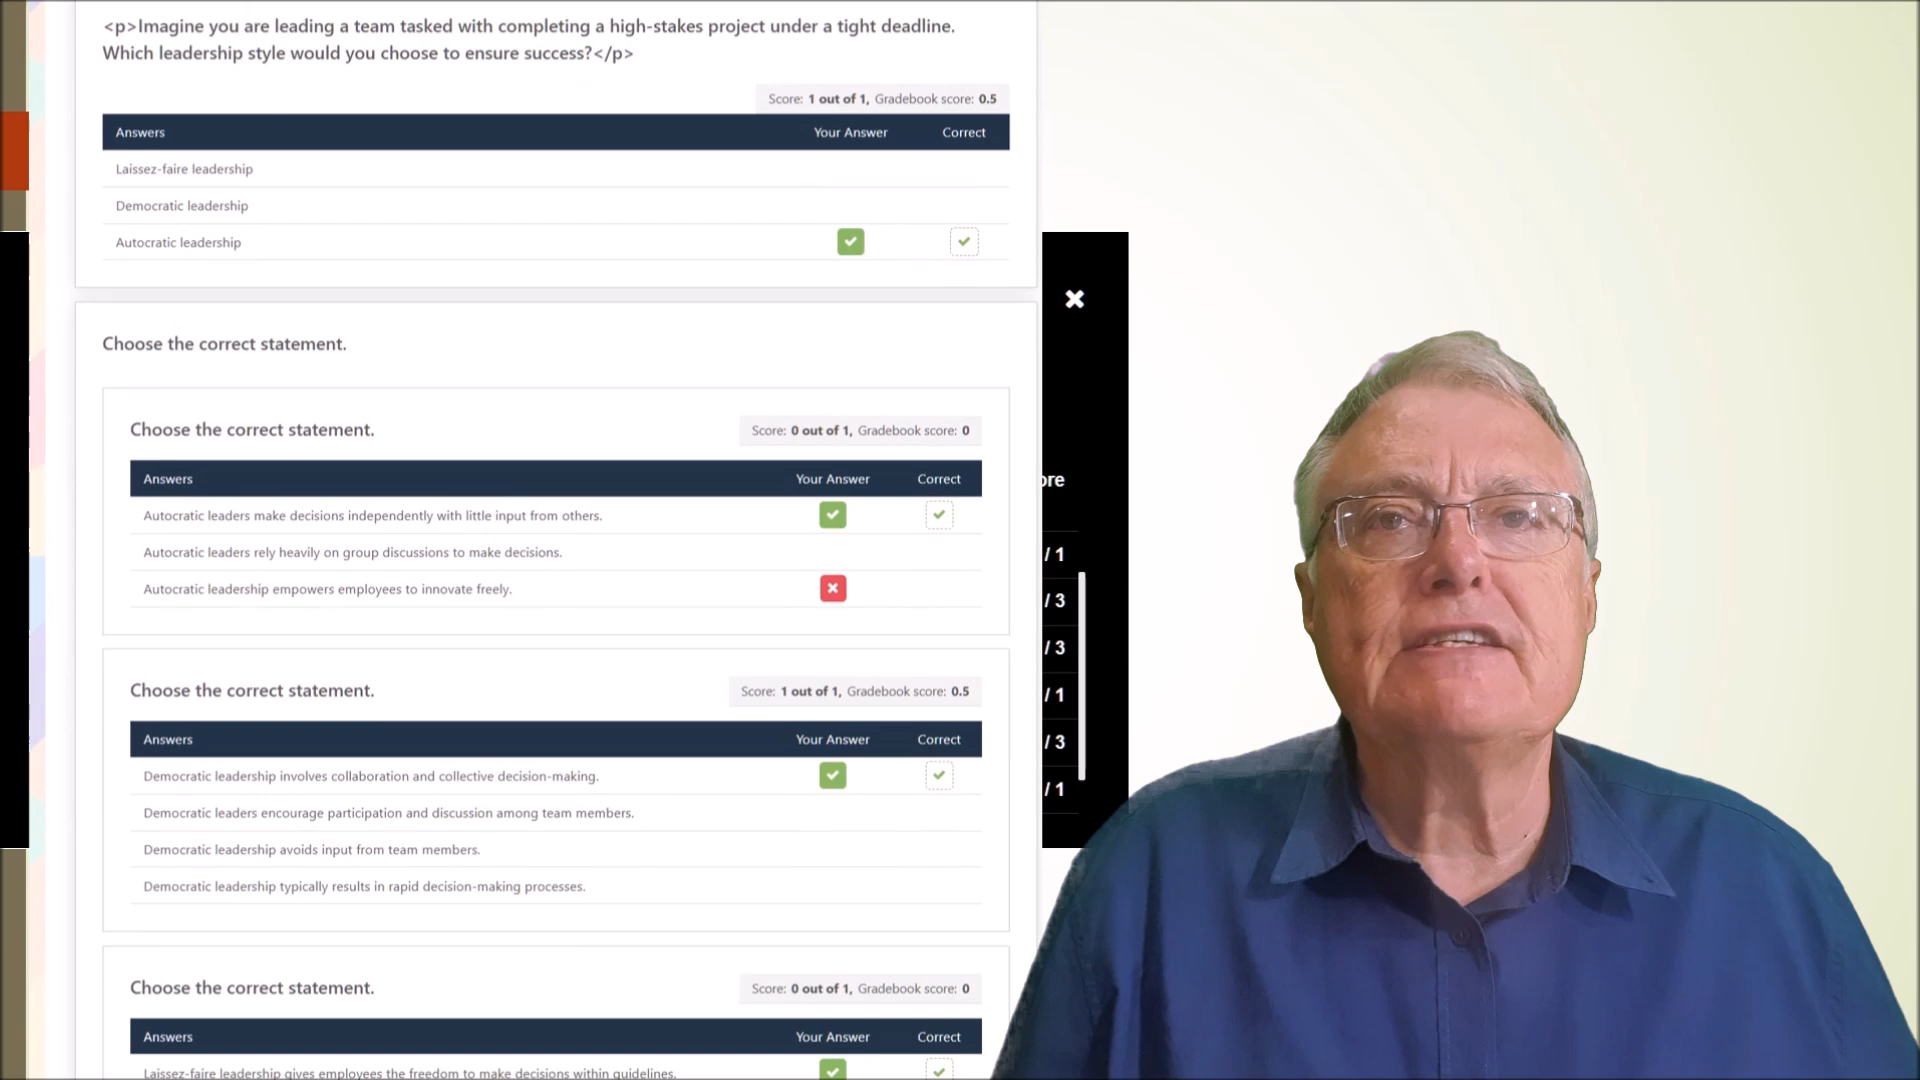 <p>Imagine you are leading a team tasked with completing a high-stakes project under a tight deadline.
Which leadership style would you choose to ensure success?</p>
Score: 1 out of 1, Gradebook score: 0.5
Answers Your Answer Correct
Laissez-faire leadership
Democratic leadership
Autocratic leadership
Choose the correct statement.
Choose the correct statement.
Score: 0 out of 1, Gradebook score: 0
Answers Your Answer Correct
Autocratic leaders make decisions independently with little input from others.
Autocratic leaders rely heavily on group discussions to make decisions.
Autocratic leadership empowers employees to innovate freely.
Choose the correct statement.
Score: 1 out of 1, Gradebook score: 0.5
Answers Your Answer Correct
Democratic leadership involves collaboration and collective decision-making.
Democratic leaders encourage participation and discussion among team members.
Democratic leadership avoids input from team members.
Democratic leadership typically results in rapid decision-making processes.
Choose the correct statement.
Score: 0 out of 1, Gradebook score: 0
Answers Your Answer Correct
Laissez-faire leadership gives employees the freedom to make decisions within guidelines.
/ 1
/ 3
/ 3
/ 1
/ 3
/ 1